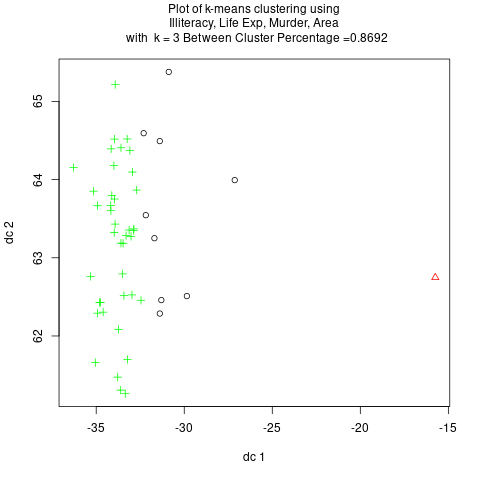 Plot of k-means clustering using
Illiteracy, Life Exp, Murder, Area
with k = 3 Between Cluster Percentage =0.8692
65
64
63
62
dc 2
-35
-30
-25
-20
-15
dc 1